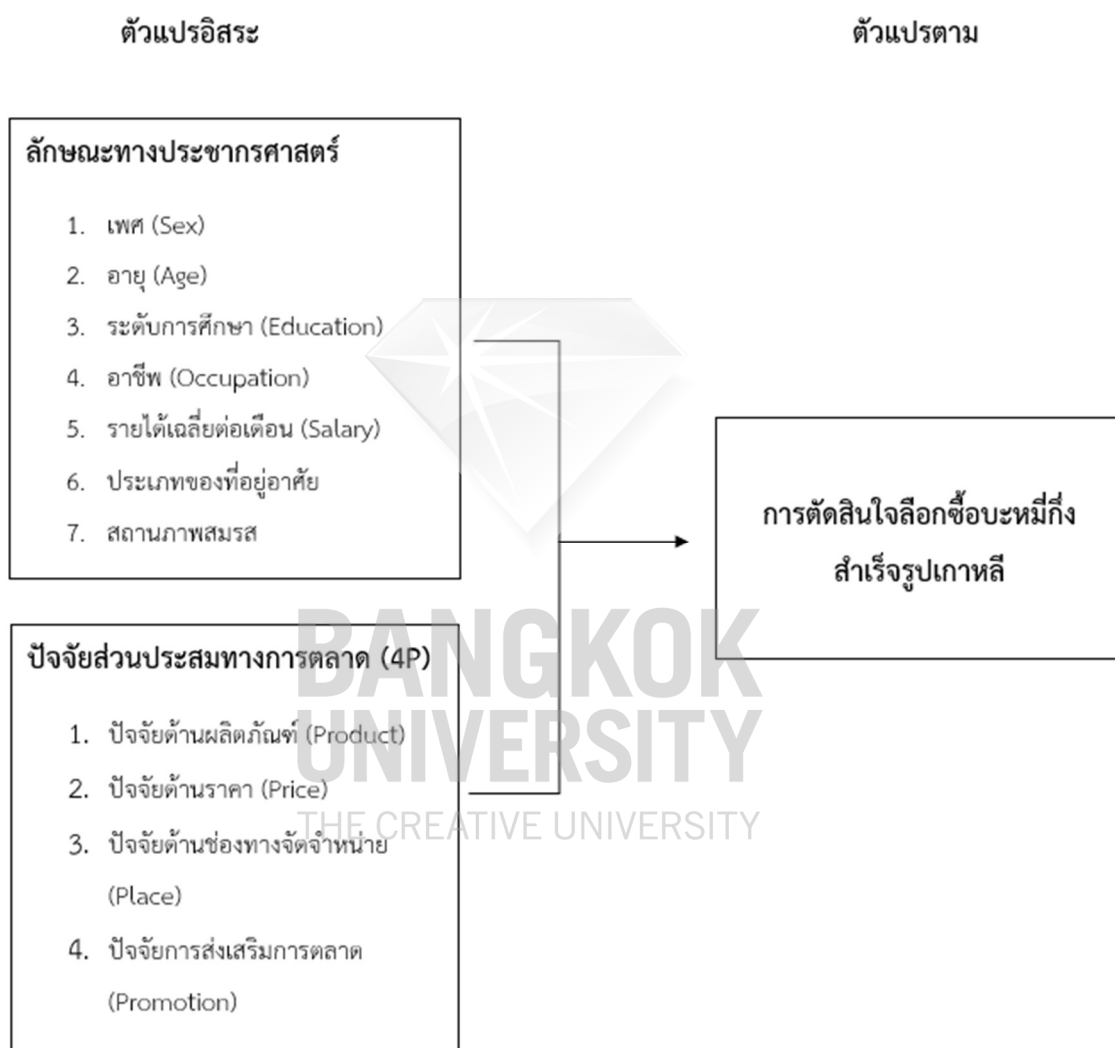 ตัวแปรอิสระ
ตัวแปรตาม
ลักษณะทางประชากรศาสตร์
1. เพศ (Sex)
2. อายุ (Age)
3. ระดับการศึกษา (Education)
4. อาชีพ (Occupation)
5. รายได้เฉลี่ยต่อเดือน (Salary)
6. ประเภทของที่อยู่อาศัย
7. สถานภาพสมรส
ปัจจัยส่วนประสมทางการตลาด (4P)
1. ปัจจัยด้านผลิตภัณฑ์ (Product)
2. ปัจจัยด้านราคา (Price)
3. ปัจจัยด้านช่องทางจัดจำหน่าย
(Place)
4. ปัจจัยการส่งเสริมการตลาด
(Promotion)
การตัดสินใจลือกซื้อบะหมี่กึ่ง
สำเร็จรูปเกาหลี
BANGKOK
UNIVERSITY
THE CREATIVE UNIVERSITY